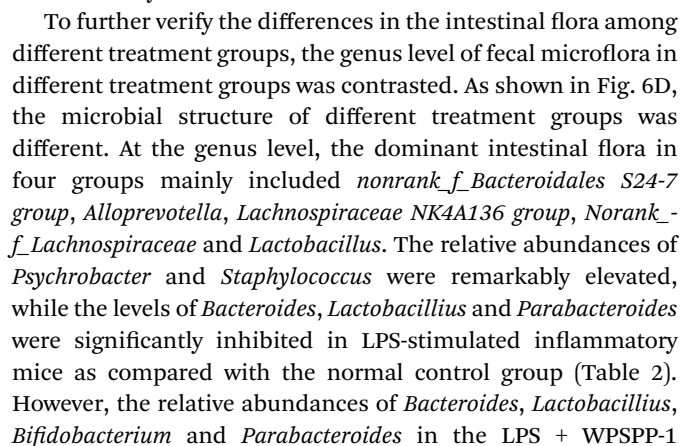 To further verify the differences in the intestinal flora among
different treatment groups, the genus level of fecal microflora in
different treatment groups was contrasted. As shown in Fig. 6D,
the microbial structure of different treatment groups was
different. At the genus level, the dominant intestinal flora in
four groups mainly included nonrank_f_Bacteroidales S24-7
group, Alloprevotella, Lachnospiraceae NK4A136 group, Norank_-
f_Lachnospiraceae and Lactobacillus. The relative abundances of
Psychrobacter and Staphylococcus were remarkably elevated,
while the levels of Bacteroides, Lactobacillius and Parabacteroides
were significantly inhibited in LPS-stimulated inflammatory
mice as compared with the normal control group (Table 2).
However, the relative abundances of Bacteroides, Lactobacillius,
Bifidobacterium and Parabacteroides in the LPS + WPSPP-1